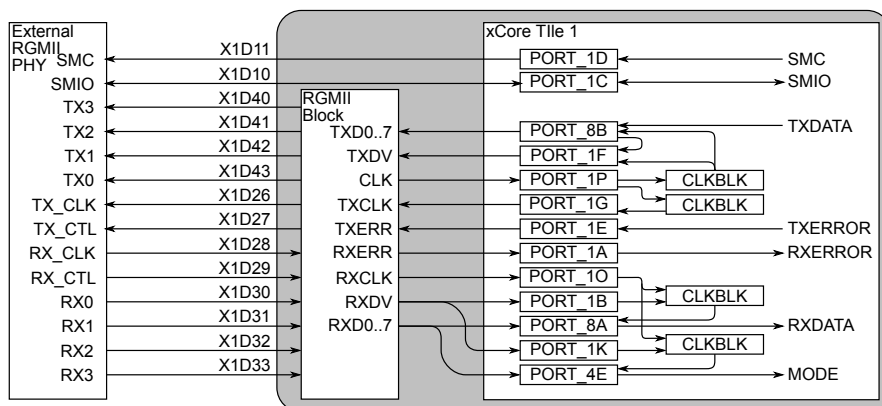 External
RGMII
PHY
SMC
SMIO
TX3
TX2
TX1
TX0
TX_CLK
TX_CTL
RX_CLK
RX_CTL
RX0
RX1
RX2
RX3
X1D11
X1D10
X1D40
X1D41
X1D42
X1D43
X1D26
X1D27
X1D28
X1D29
X1D30
X1D31
X1D32
X1D33
RGMII
Block
TXD0..7
TXDV
CLK
TXCLK
TXERR
RXERR
RXCLK
RXDV
RXD0..7
xCore TIle 1
PORT_1D
PORT_1C
PORT_8B
PORT_1F
PORT_1P
PORT_1G
PORT_1E
PORT_1A
PORT_1O
PORT_1B
PORT_8A
PORT_1K
PORT_4E
CLKBLK
CLKBLK
CLKBLK
CLKBLK
SMC
SMIO
TXDATA
TXERROR
RXERROR
RXDATA
MODE